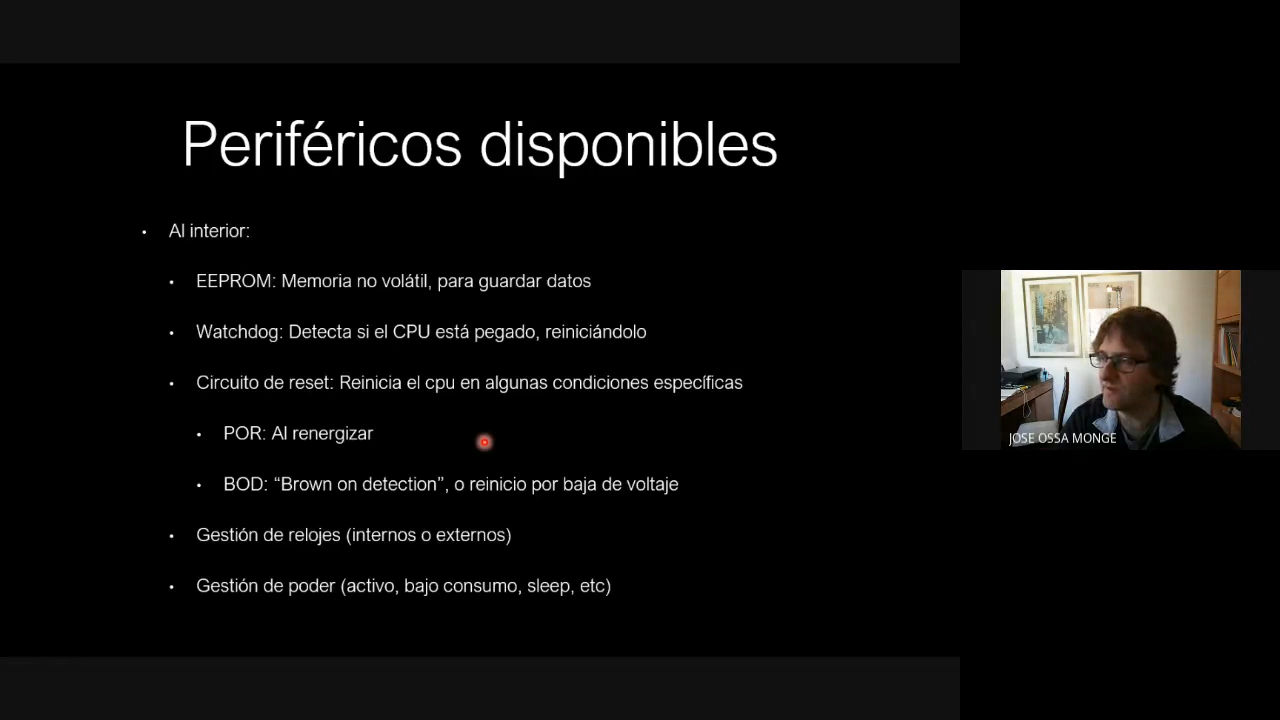 Periféricos disponibles
• Al interior:
• EEPROM: Memoria no volátil, para guardar datos
• Watchdog: Detecta si el CPU está pegado, reiniciándolo
• Circuito de reset: Reinicia el cpu en algunas condiciones específicas
• POR: Al renergizar
• BOD: “Brown on detection”, o reinicio por baja de voltaje
• Gestión de relojes (internos o externos)
• Gestión de poder (activo, bajo consumo, sleep, etc)
JOSE OSSA MONGE